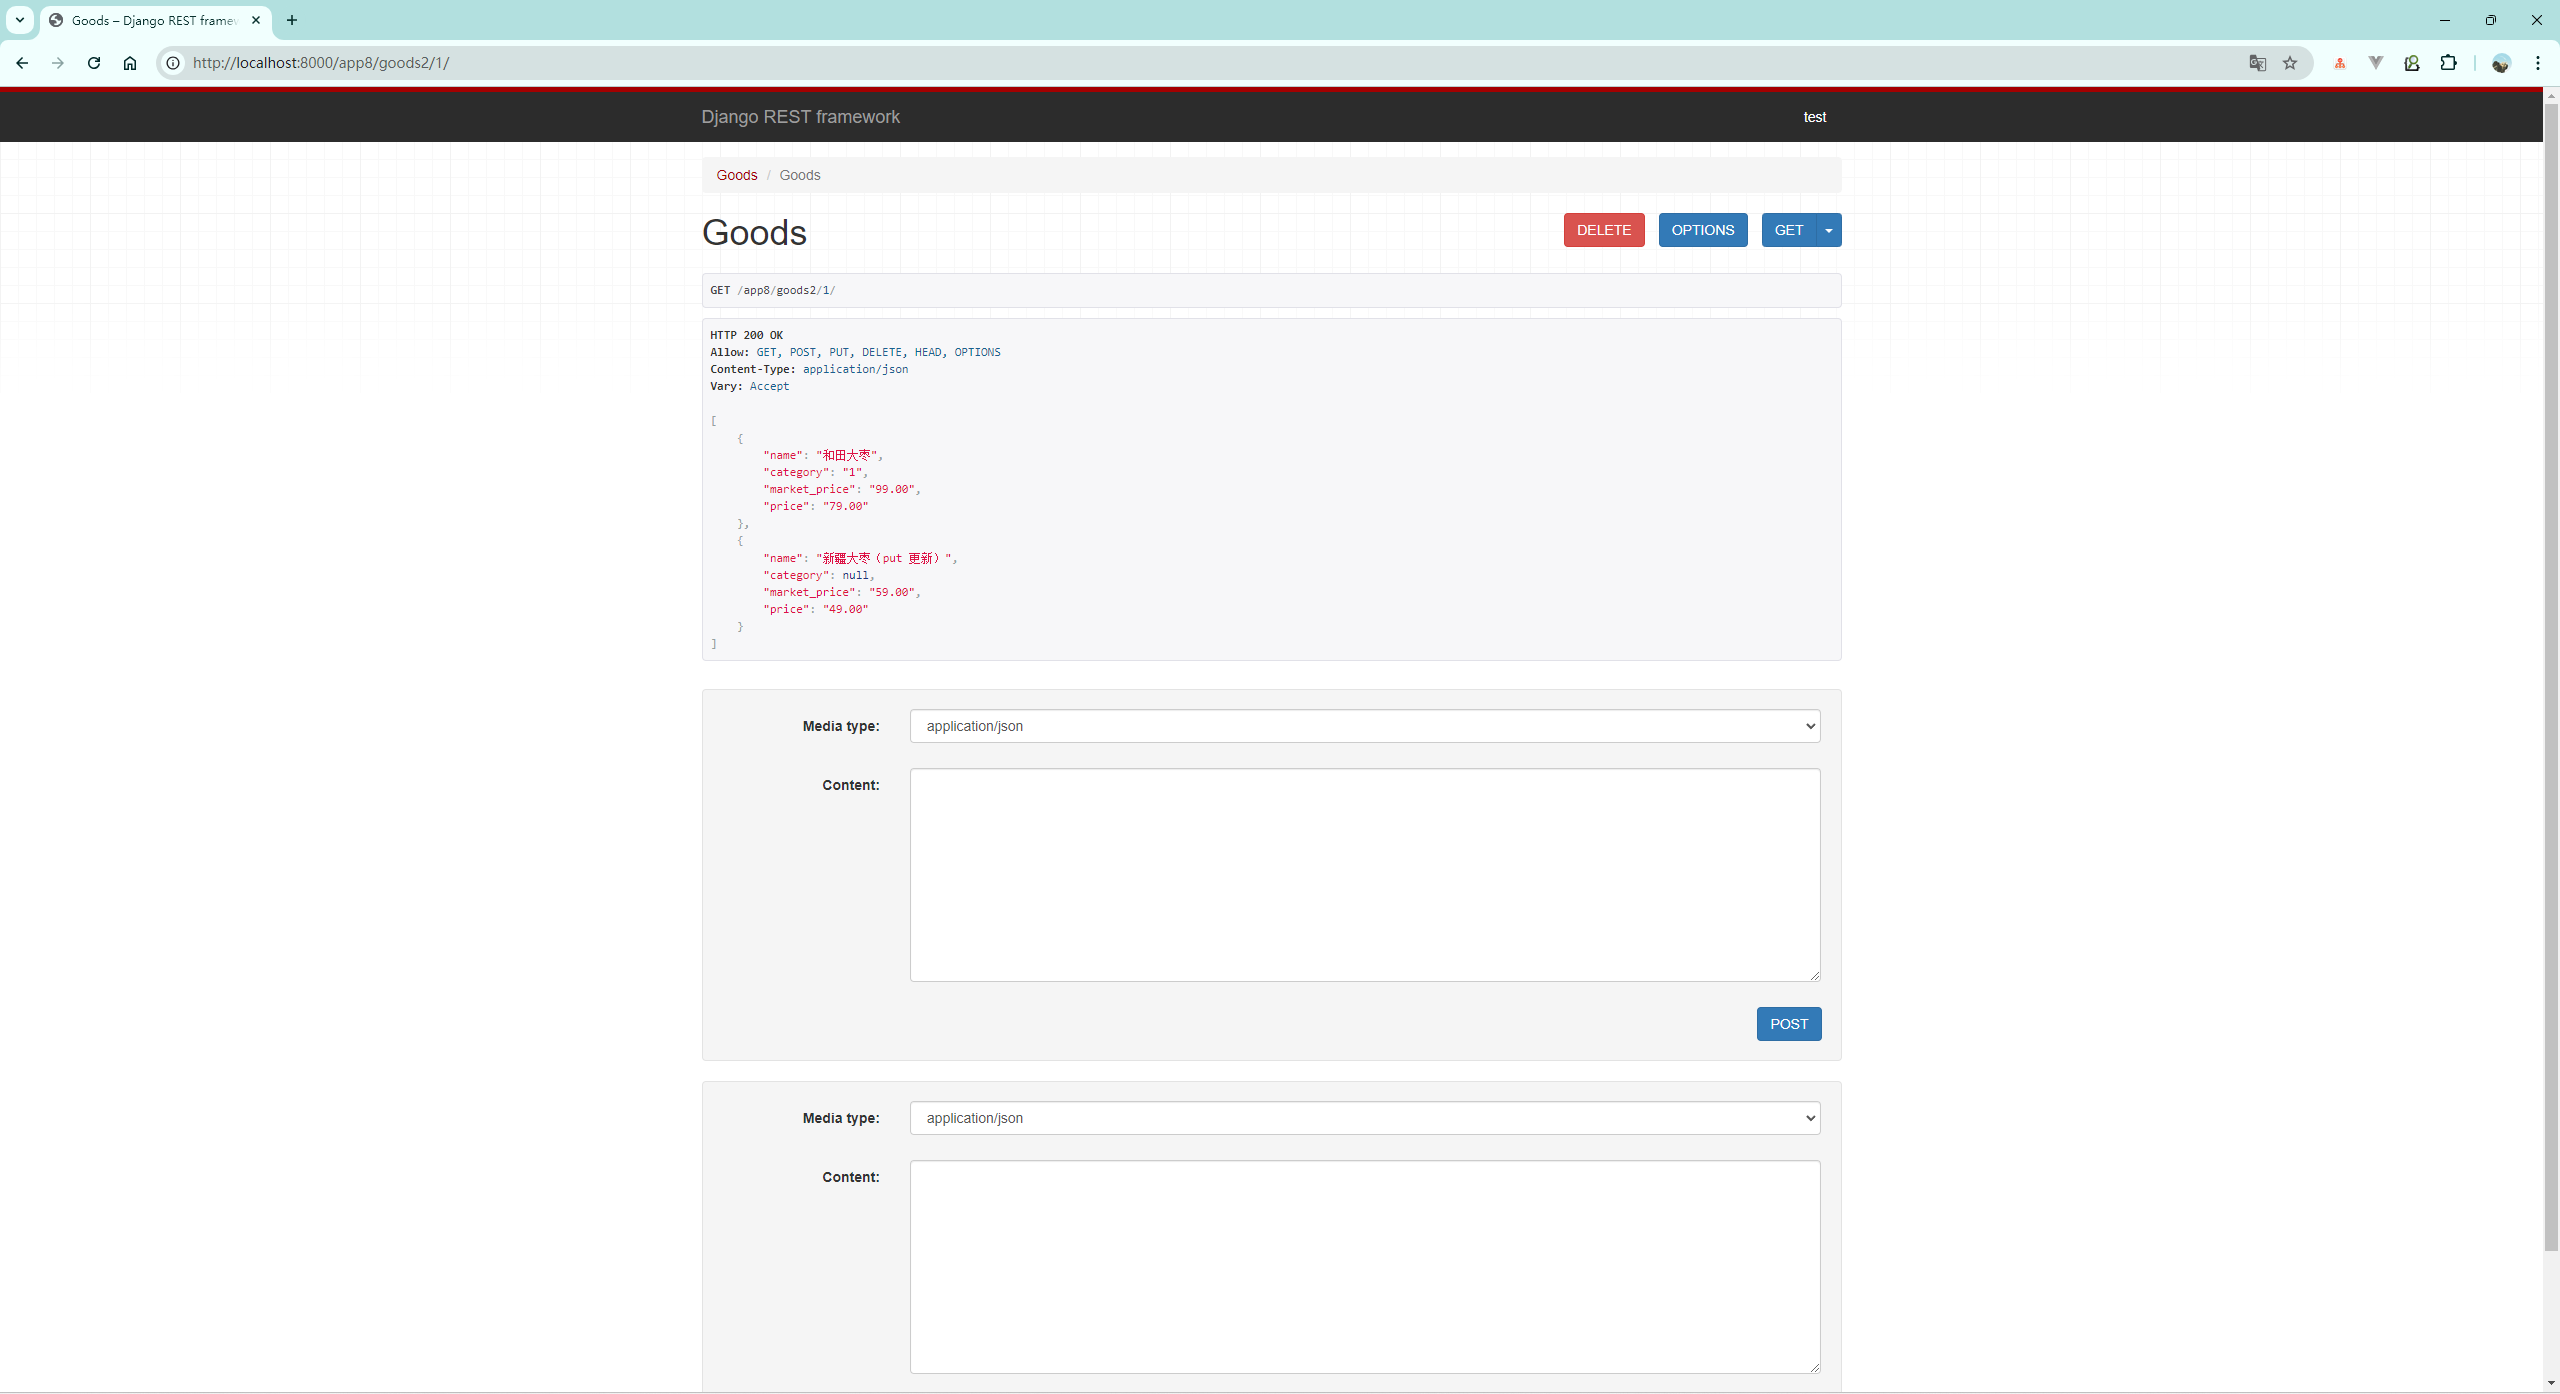 Goods – Django REST framew
http://localhost:8000/app8/goods2/1/
Django REST framework
test
Goods / Goods
Goods
DELETE
OPTIONS
GET
GET /app8/goods2/1/
HTTP 200 OK
Allow: GET, POST, PUT, DELETE, HEAD, OPTIONS
Content-Type: application/json
Vary: Accept
[
    {
        "name": "和田大枣",
        "category": "1",
        "market_price": "99.00",
        "price": "79.00"
    },
    {
        "name": "新疆大枣（put 更新）",
        "category": null,
        "market_price": "59.00",
        "price": "49.00"
    }
]
Media type:
application/json
Content:
POST
Media type:
application/json
Content: